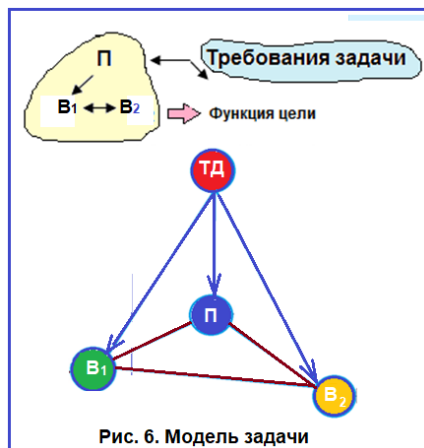 П
Требования задачи
В1 В2
Функция цели
ТД
П
В1
В2
Рис. 6. Модель задачи